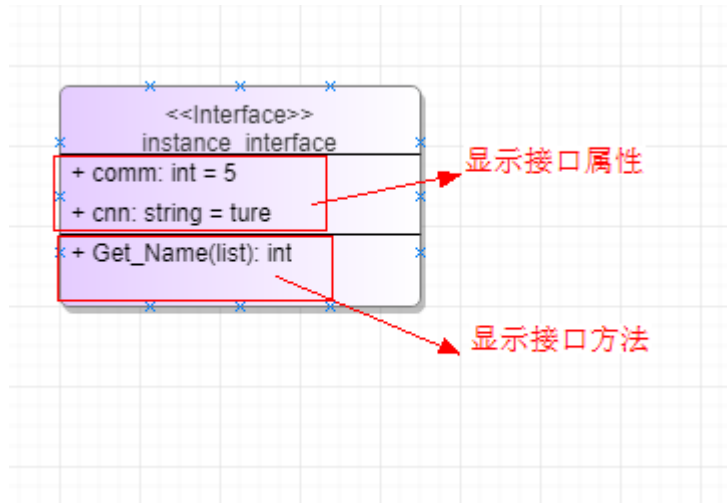 <<Interface>>
instance_interface
+ comm: int = 5
显示接口属性
+ cnn: string = ture
+ Get_Name(list): int
显示接口方法